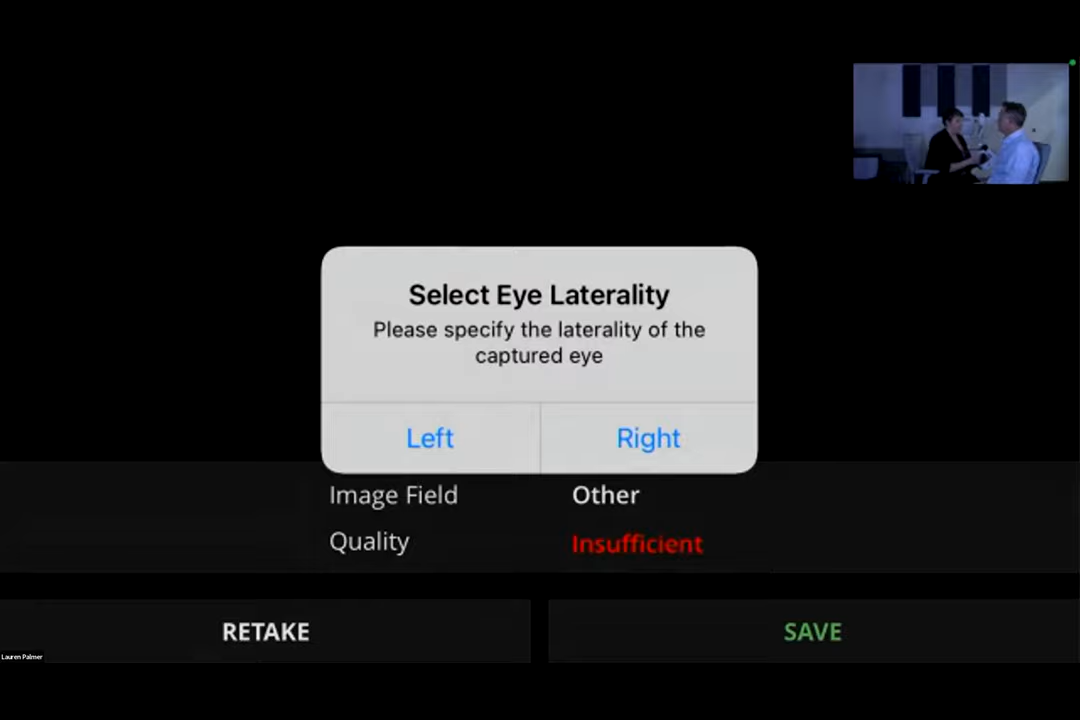 Select Eye Laterality
Please specify the laterality of the
captured eye
Left Right
Image Field Other
Quality Insufficient
RETAKE SAVE
Lauren Palmer